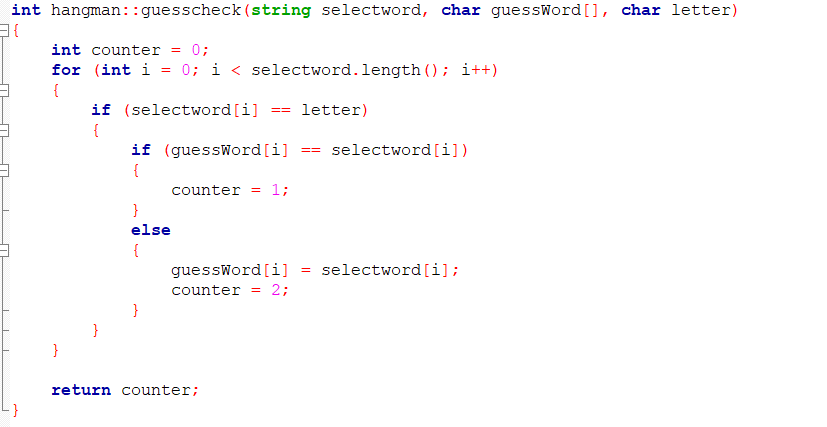 int hangman::guesscheck(string selectword, char guessWord[], char letter)
{
    int counter = 0;
    for (int i = 0; i < selectword.length(); i++)
    {
        if (selectword[i] == letter)
        {
            if (guessWord[i] == selectword[i])
            {
                counter = 1;
            }
            else
            {
                guessWord[i] = selectword[i];
                counter = 2;
            }
        }
    }

    return counter;
}